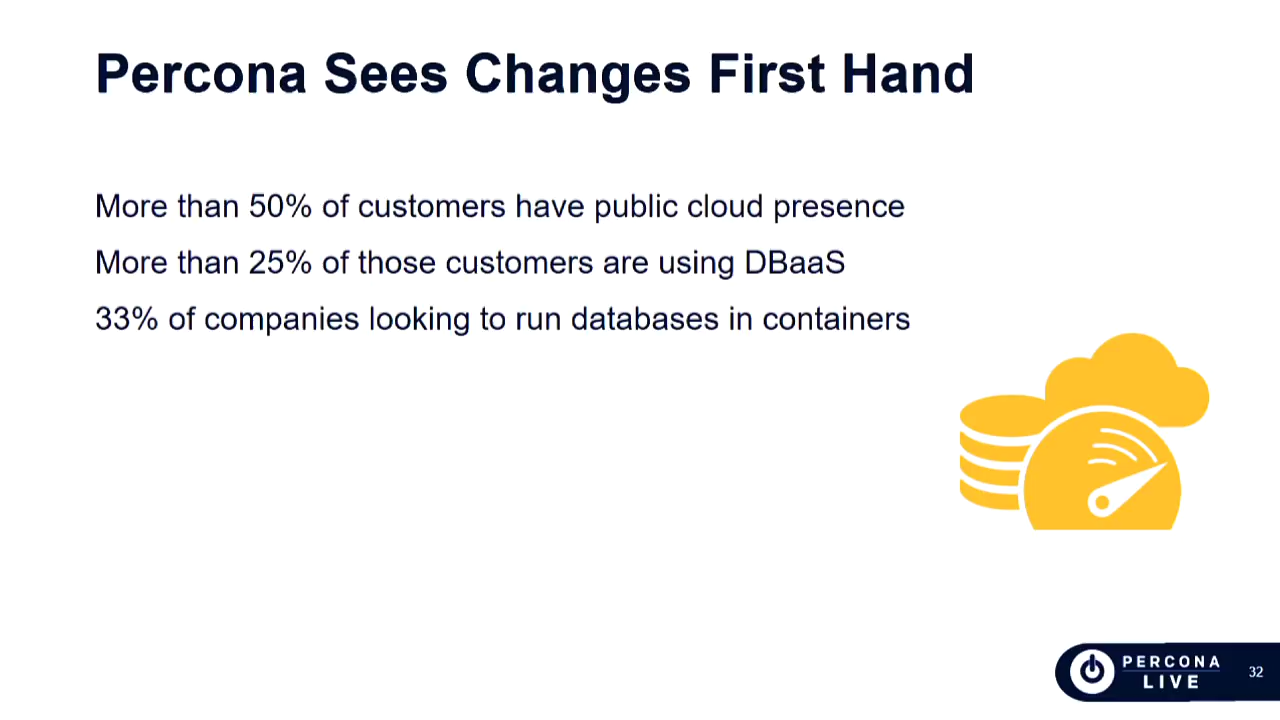 Percona Sees Changes First Hand
More than 50% of customers have public cloud presence
More than 25% of those customers are using DBaaS
33% of companies looking to run databases in containers
PERCONA
LIVE
32